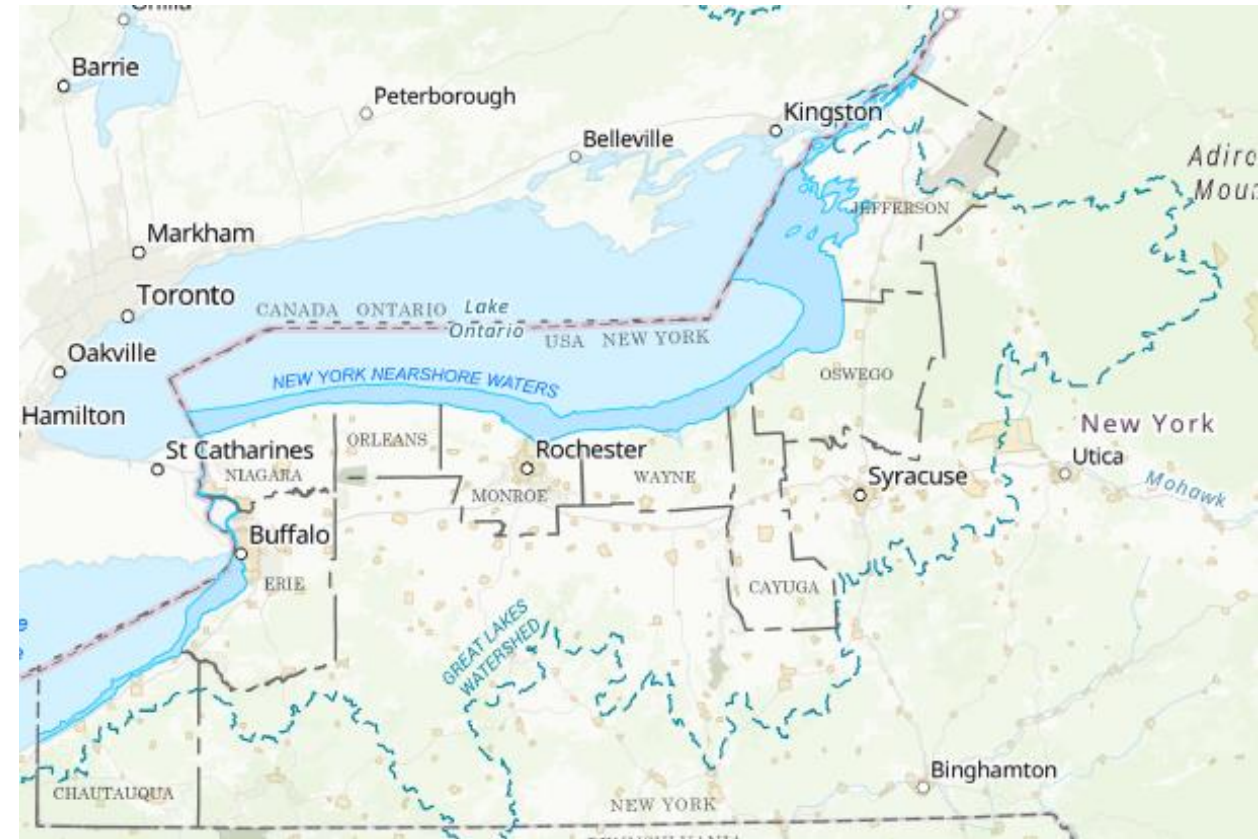 Barrie
Peterborough
Kingston
Belleville
JEFFERSON
Markham
Toronto
CANADA ONTARIO
Lake
Ontario
USA NEW YORK
Oakville
NEW YORK NEARSHORE WATERS
OSWEGO
Hamilton
New York
ORLEANS
St Catharines
Rochester
Utica
NIAGARA
MONROE
WAYNE
Syracuse
Mohawk
Buffalo
ERIE
CAYUGA
GREAT LAKES
WATERSHED
Binghamton
CHAUTAUQUA
NEW YORK